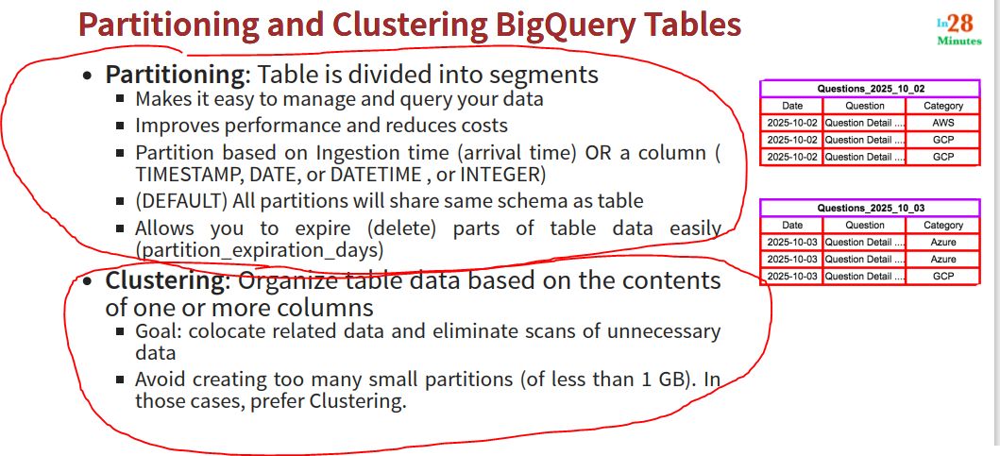 Partitioning and Clustering BigQuery Tables
In28
Minutes
• Partitioning: Table is divided into segments
▪ Makes it easy to manage and query your data
▪ Improves performance and reduces costs
▪ Partition based on Ingestion time (arrival time) OR a column (
TIMESTAMP, DATE, or DATETIME , or INTEGER)
▪ (DEFAULT) All partitions will share same schema as table
▪ Allows you to expire (delete) parts of table data easily
(partition_expiration_days)
• Clustering: Organize table data based on the contents
of one or more columns
▪ Goal: colocate related data and eliminate scans of unnecessary
data
▪ Avoid creating too many small partitions (of less than 1 GB). In
those cases, prefer Clustering.
Questions_2025_10_02
Date Question Category
2025-10-02 Question Detail .... AWS
2025-10-02 Question Detail .... GCP
2025-10-02 Question Detail .... GCP
Questions_2025_10_03
Date Question Category
2025-10-03 Question Detail .... Azure
2025-10-03 Question Detail .... Azure
2025-10-03 Question Detail .... GCP